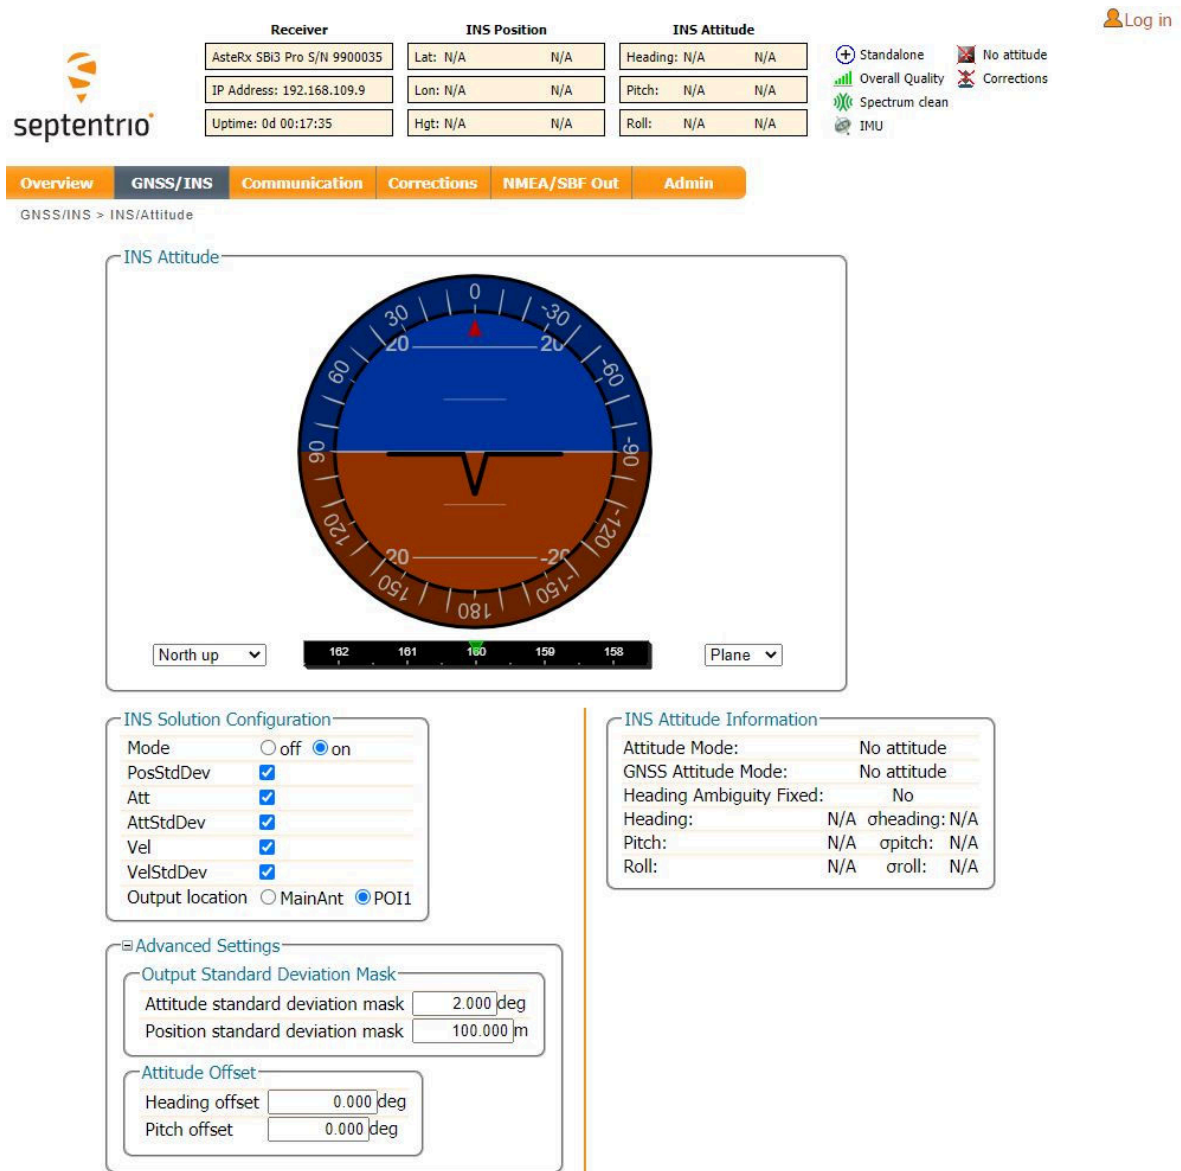 Log in
Receiver INS Position INS Attitude
AsteRx SBi3 Pro S/N 9900035 Lat: N/A N/A Heading: N/A N/A Standalone No attitude
IP Address: 192.168.109.9 Lon: N/A N/A Pitch: N/A N/A Overall Quality Corrections
Spectrum clean
septentrio Uptime: 0d 00:17:35 Hgt: N/A N/A Roll: N/A N/A IMU
Overview GNSS/INS Communication Corrections NMEA/SBF Out Admin
GNSS/INS > INS/Attitude
INS Attitude
30 0 -30
20 20
60 -60
90 -90
120 -120
20 -20
150 180 -150
North up 162 161 160 159 158 Plane
INS Solution Configuration
Mode off on
PosStdDev
Att
AttStdDev
Vel
VelStdDev
Output location MainAnt POI1
INS Attitude Information
Attitude Mode: No attitude
GNSS Attitude Mode: No attitude
Heading Ambiguity Fixed: No
Heading: N/A σheading: N/A
Pitch: N/A σpitch: N/A
Roll: N/A σroll: N/A
Advanced Settings
Output Standard Deviation Mask
Attitude standard deviation mask 2.000 deg
Position standard deviation mask 100.000 m
Attitude Offset
Heading offset 0.000 deg
Pitch offset 0.000 deg